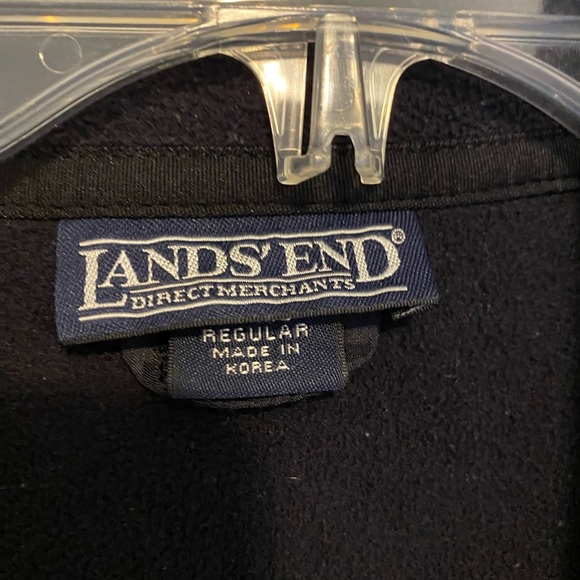 LANDS' END®
DIRECT MERCHANTS
REGULAR
MADE IN
KOREA